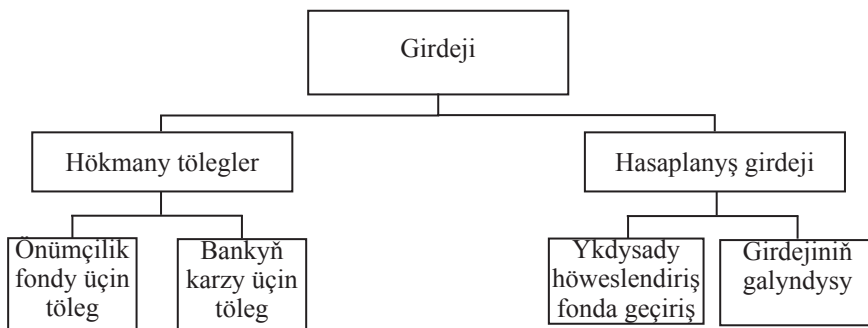 Girdeji
Hökmany tölegler
Hasaplanyş girdeji
Önümçilik
fondy üçin
töleg
Bankyň
karzy üçin
töleg
Ykdysady
höweslendiriş
fonda geçiriş
Girdejiniň
galyndysy